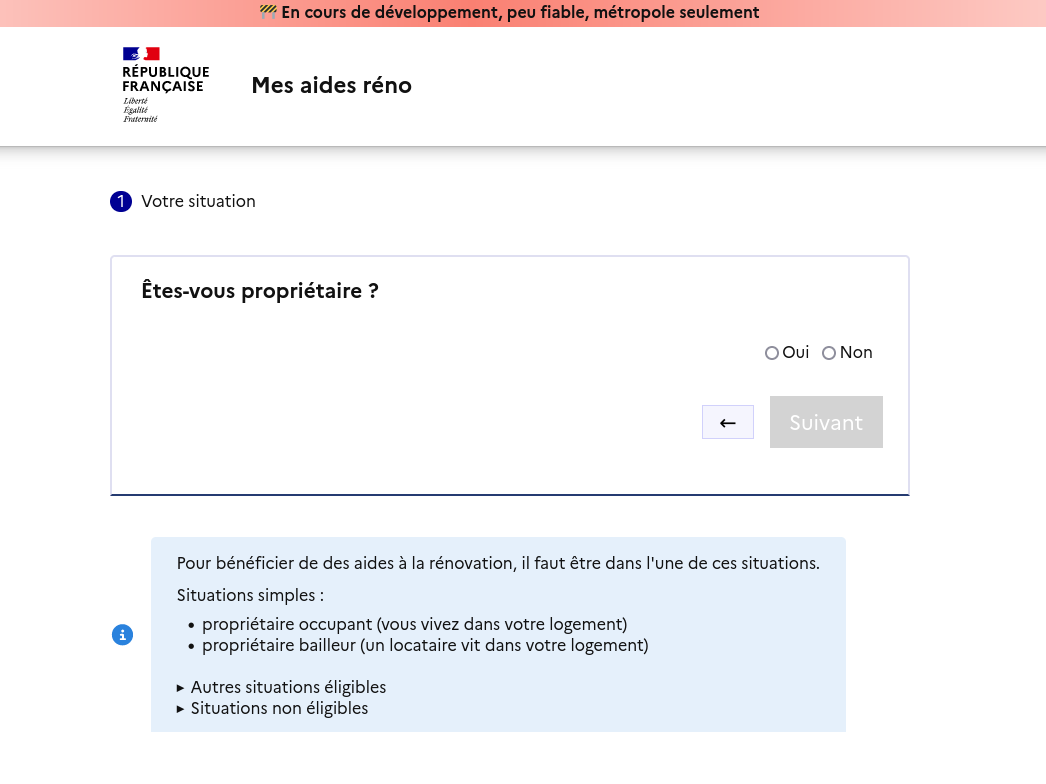 🚧 En cours de développement, peu fiable, métropole seulement
RÉPUBLIQUE
FRANÇAISE
Liberté
Égalité
Fraternité
Mes aides réno
1 Votre situation
Êtes-vous propriétaire ?
Oui Non
← Suivant
Pour bénéficier de des aides à la rénovation, il faut être dans l'une de ces situations.
Situations simples :
• propriétaire occupant (vous vivez dans votre logement)
• propriétaire bailleur (un locataire vit dans votre logement)
▸ Autres situations éligibles
▸ Situations non éligibles